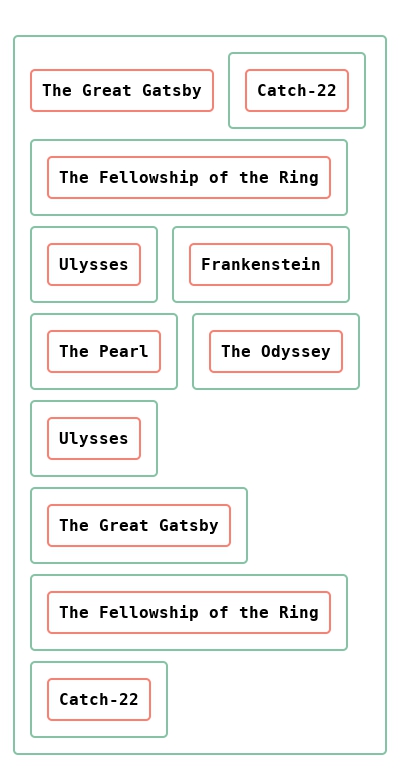 The Great Gatsby Catch-22
The Fellowship of the Ring
Ulysses Frankenstein
The Pearl The Odyssey
Ulysses
The Great Gatsby
The Fellowship of the Ring
Catch-22